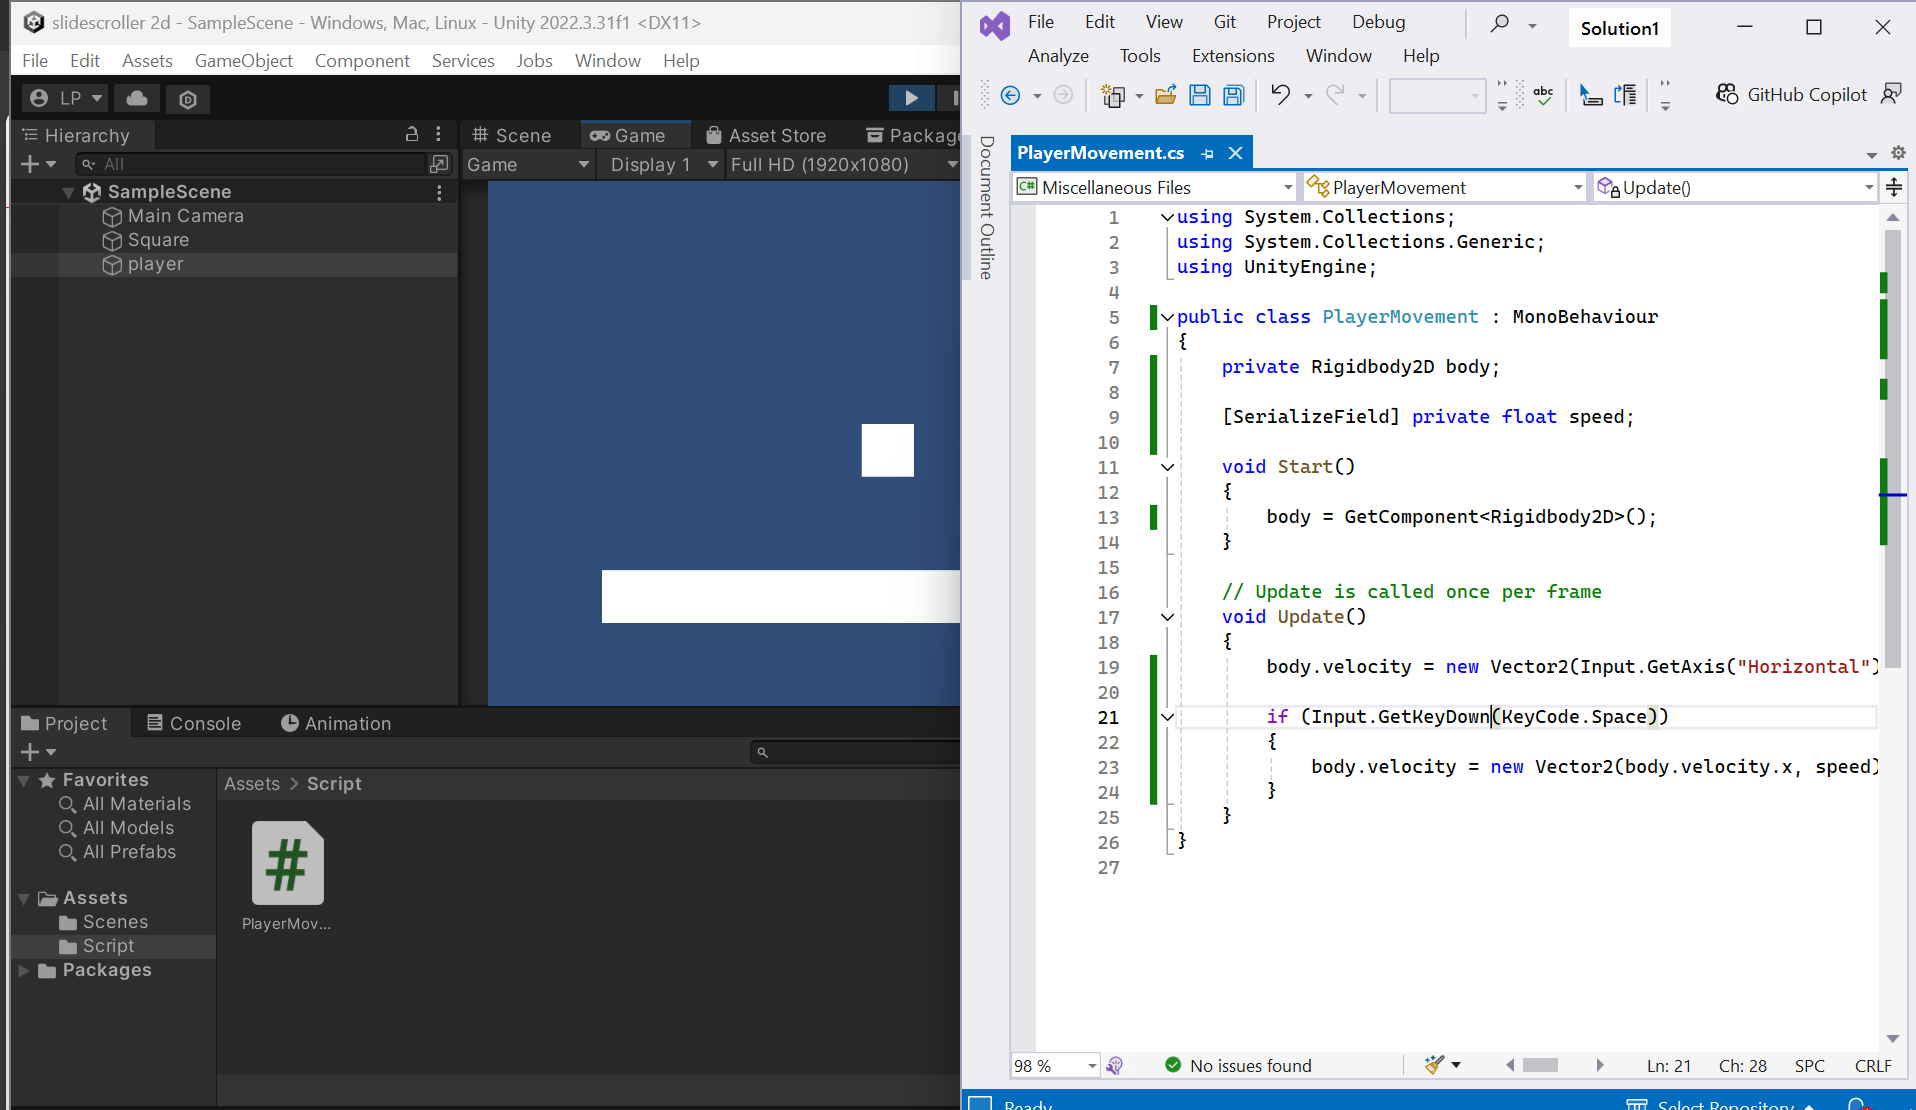 slidescroller 2d - SampleScene - Windows, Mac, Linux - Unity 2022.3.31f1 <DX11>
File Edit Assets GameObject Component Services Jobs Window Help
LP
Hierarchy
All
SampleScene
Main Camera
Square
player
Scene Game Asset Store Packag
Game Display 1 Full HD (1920x1080)
Project Console Animation
Favorites
All Materials
All Models
All Prefabs
Assets
Scenes
Script
Packages
Assets > Script
PlayerMov...
File Edit View Git Project Debug Solution1
Analyze Tools Extensions Window Help
abc GitHub Copilot
Document Outline
PlayerMovement.cs
C# Miscellaneous Files PlayerMovement Update()
1 using System.Collections;
2 using System.Collections.Generic;
3 using UnityEngine;
4
5 public class PlayerMovement : MonoBehaviour
6 {
7 private Rigidbody2D body;
8
9 [SerializeField] private float speed;
10
11 void Start()
12 {
13 body = GetComponent<Rigidbody2D>();
14 }
15
16 // Update is called once per frame
17 void Update()
18 {
19 body.velocity = new Vector2(Input.GetAxis("Horizontal")
20
21 if (Input.GetKeyDown(KeyCode.Space))
22 {
23 body.velocity = new Vector2(body.velocity.x, speed)
24 }
25 }
26 }
27
98 % No issues found Ln: 21 Ch: 28 SPC CRLF
Ready Select Repository